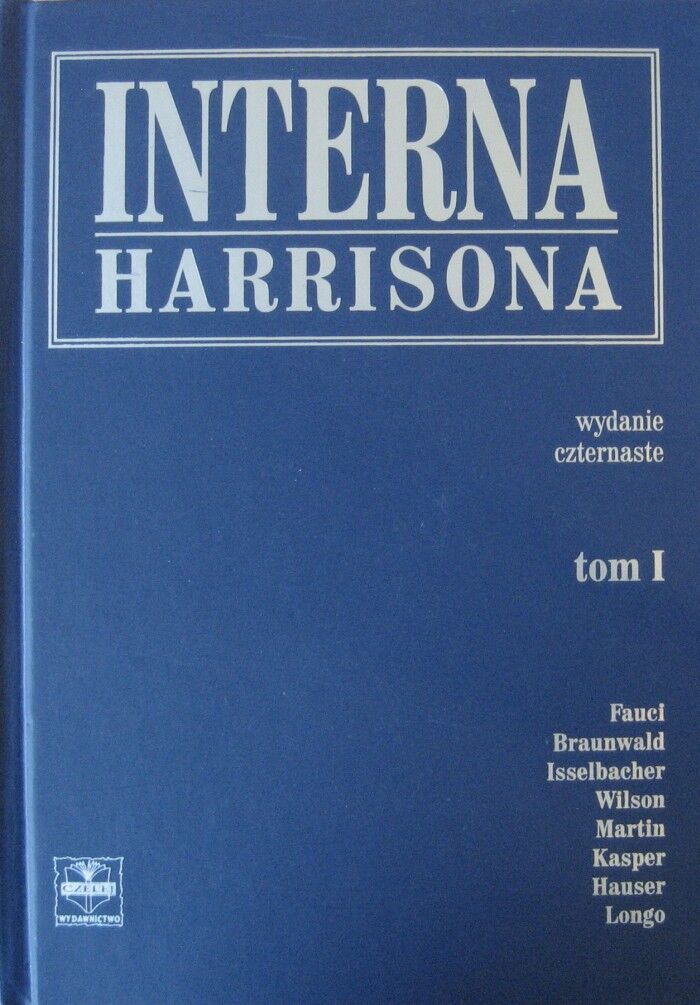 INTERNA
HARRISONA
wydanie
czternaste
tom I
Fauci
Braunwald
Isselbacher
Wilson
Martin
Kasper
Hauser
Longo
CZELEJ
WYDAWNICTWO